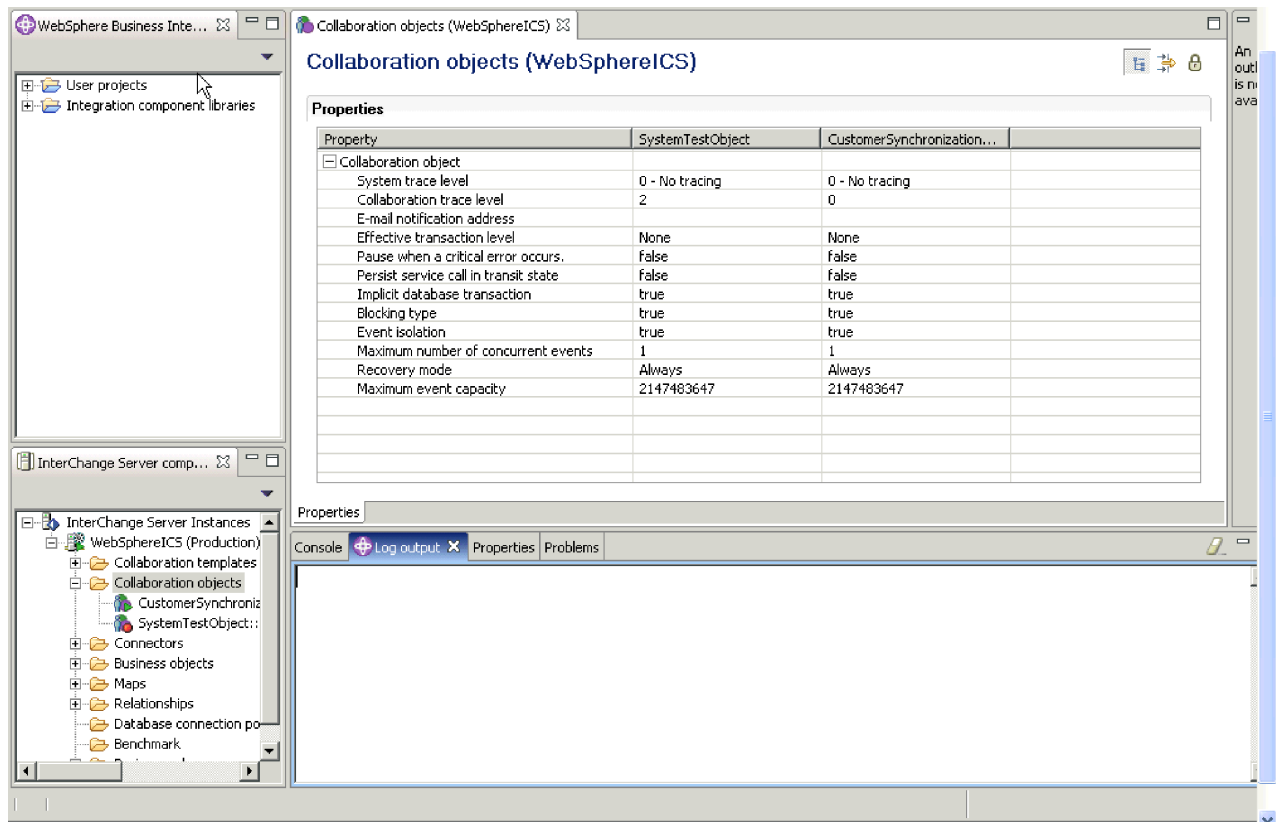 WebSphere Business Inte...
User projects
Integration component libraries
Collaboration objects (WebSphereICS)
Collaboration objects (WebSphereICS)
Properties
Property SystemTestObject CustomerSynchronization...
Collaboration object
System trace level 0 - No tracing 0 - No tracing
Collaboration trace level 2 0
E-mail notification address
Effective transaction level None None
Pause when a critical error occurs. false false
Persist service call in transit state false false
Implicit database transaction true true
Blocking type true true
Event isolation true true
Maximum number of concurrent events 1 1
Recovery mode Always Always
Maximum event capacity 2147483647 2147483647
Properties
An
outl
is n
ava
InterChange Server comp...
InterChange Server Instances
WebSphereICS (Production)
Collaboration templates
Collaboration objects
CustomerSynchroniz
SystemTestObject::
Connectors
Business objects
Maps
Relationships
Database connection po
Benchmark
Console Log output Properties Problems